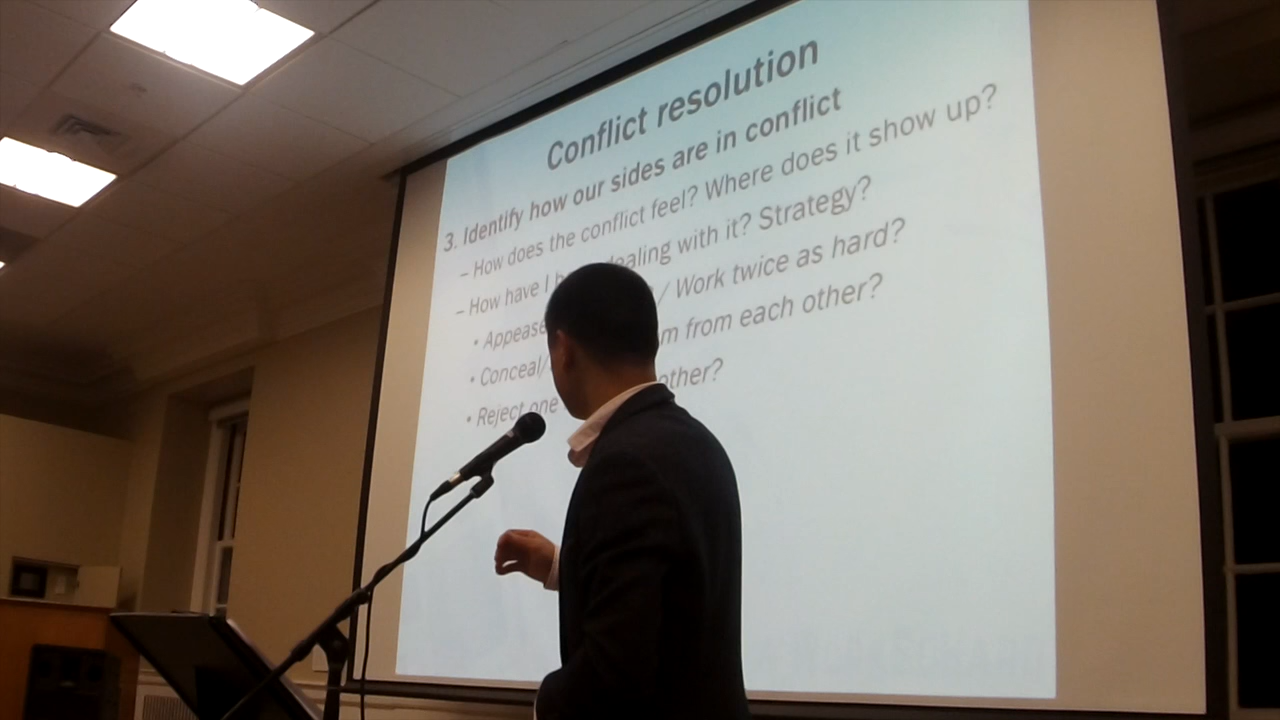 Conflict resolution
3. Identify how our sides are in conflict
– How does the conflict feel? Where does it show up?
– How have I dealing with it? Strategy?
• Appease / Work twice as hard?
• Conceal/ from each other?
• Reject one other?